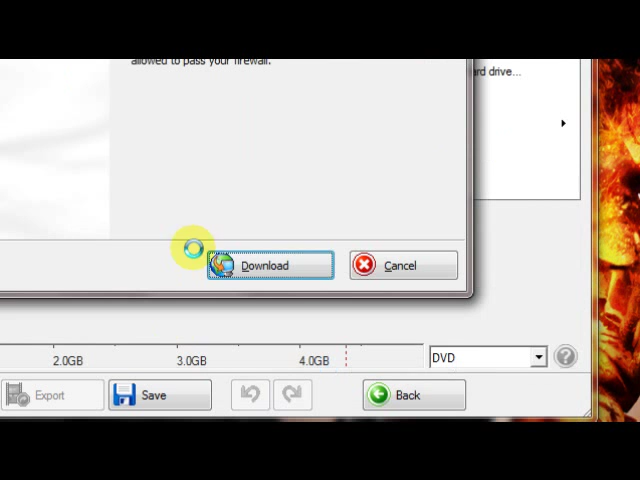 allowed to pass your firewall.
ard drive...
Download
Cancel
2.0GB
3.0GB
4.0GB
DVD
Export
Save
Back